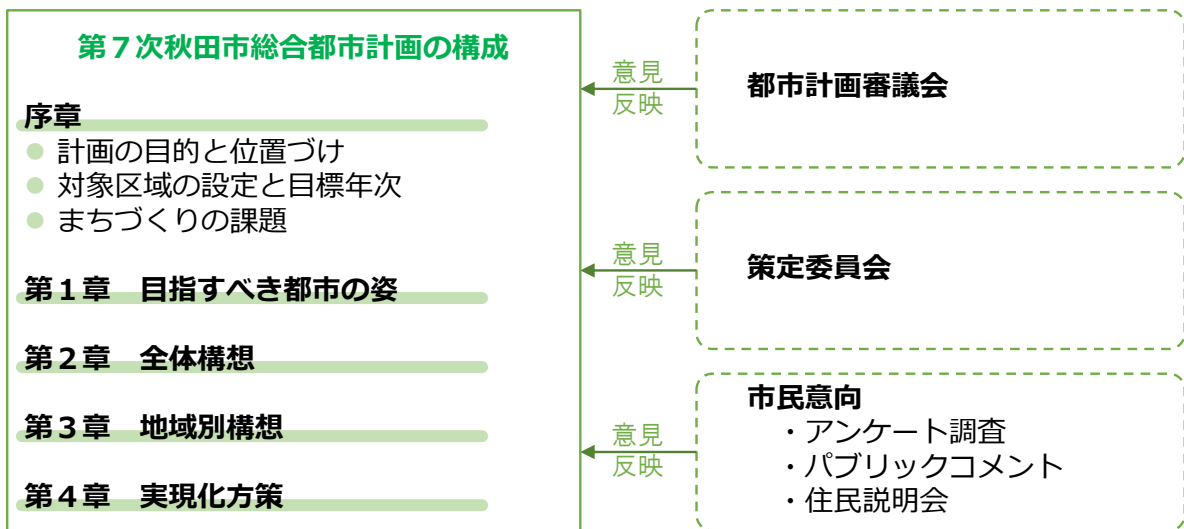 第７次秋田市総合都市計画の構成
序章
● 計画の目的と位置づけ
● 対象区域の設定と目標年次
● まちづくりの課題
第１章　目指すべき都市の姿
第２章　全体構想
第３章　地域別構想
第４章　実現化方策
意見
反映
都市計画審議会
意見
反映
策定委員会
意見
反映
市民意向
・アンケート調査
・パブリックコメント
・住民説明会